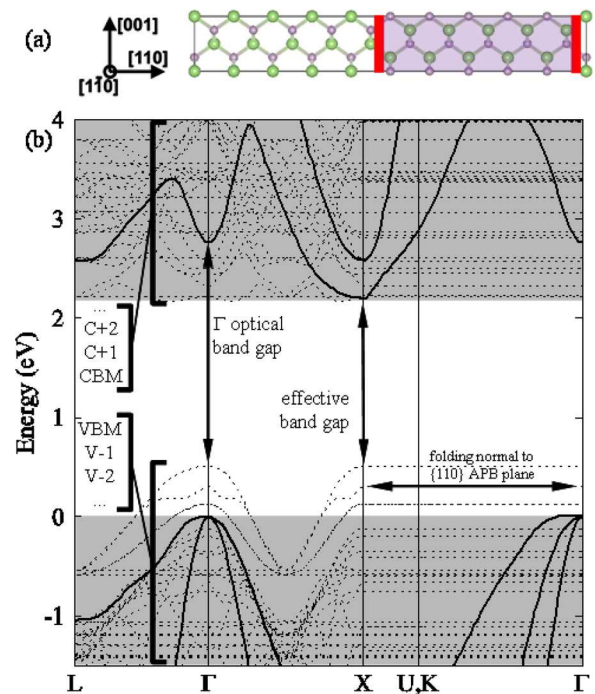 (a)
[001]
[110]
[11̄0]
(b)
4
3
2
1
0
-1
Energy (eV)
...
C+2
C+1
CBM
VBM
V-1
V-2
...
Γ optical
band gap
effective
band gap
folding normal to
{110} APB plane
L
Γ
X
U,K
Γ